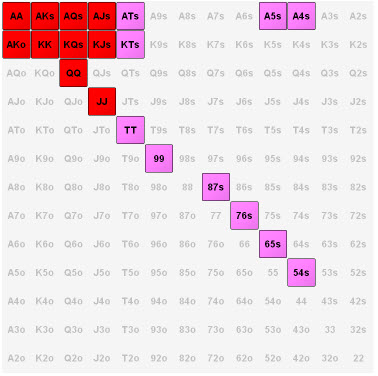 AA AKs AQs AJs ATs A9s A8s A7s A6s A5s A4s A3s A2s
AKo KK KQs KJs KTs K9s K8s K7s K6s K5s K4s K3s K2s
AQo KQo QQ QJs QTs Q9s Q8s Q7s Q6s Q5s Q4s Q3s Q2s
AJo KJo QJo JJ JTs J9s J8s J7s J6s J5s J4s J3s J2s
ATo KTo QTo JTo TT T9s T8s T7s T6s T5s T4s T3s T2s
A9o K9o Q9o J9o T9o 99 98s 97s 96s 95s 94s 93s 92s
A8o K8o Q8o J8o T8o 98o 88 87s 86s 85s 84s 83s 82s
A7o K7o Q7o J7o T7o 97o 87o 77 76s 75s 74s 73s 72s
A6o K6o Q6o J6o T6o 96o 86o 76o 66 65s 64s 63s 62s
A5o K5o Q5o J5o T5o 95o 85o 75o 65o 55 54s 53s 52s
A4o K4o Q4o J4o T4o 94o 84o 74o 64o 54o 44 43s 42s
A3o K3o Q3o J3o T3o 93o 83o 73o 63o 53o 43o 33 32s
A2o K2o Q2o J2o T2o 92o 82o 72o 62o 52o 42o 32o 22